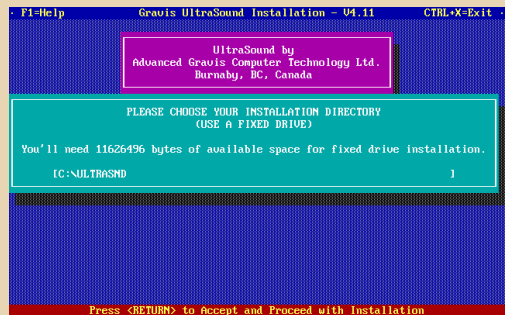 · F1=Help Gravis UltraSound Installation - V4.11 CTRL+X=Exit ·
UltraSound by
Advanced Gravis Computer Technology Ltd.
Burnaby, BC, Canada
PLEASE CHOOSE YOUR INSTALLATION DIRECTORY
(USE A FIXED DRIVE)
You'll need 11626496 bytes of available space for fixed drive installation.
[C:\ULTRASND ]
Press <RETURN> to Accept and Proceed with Installation